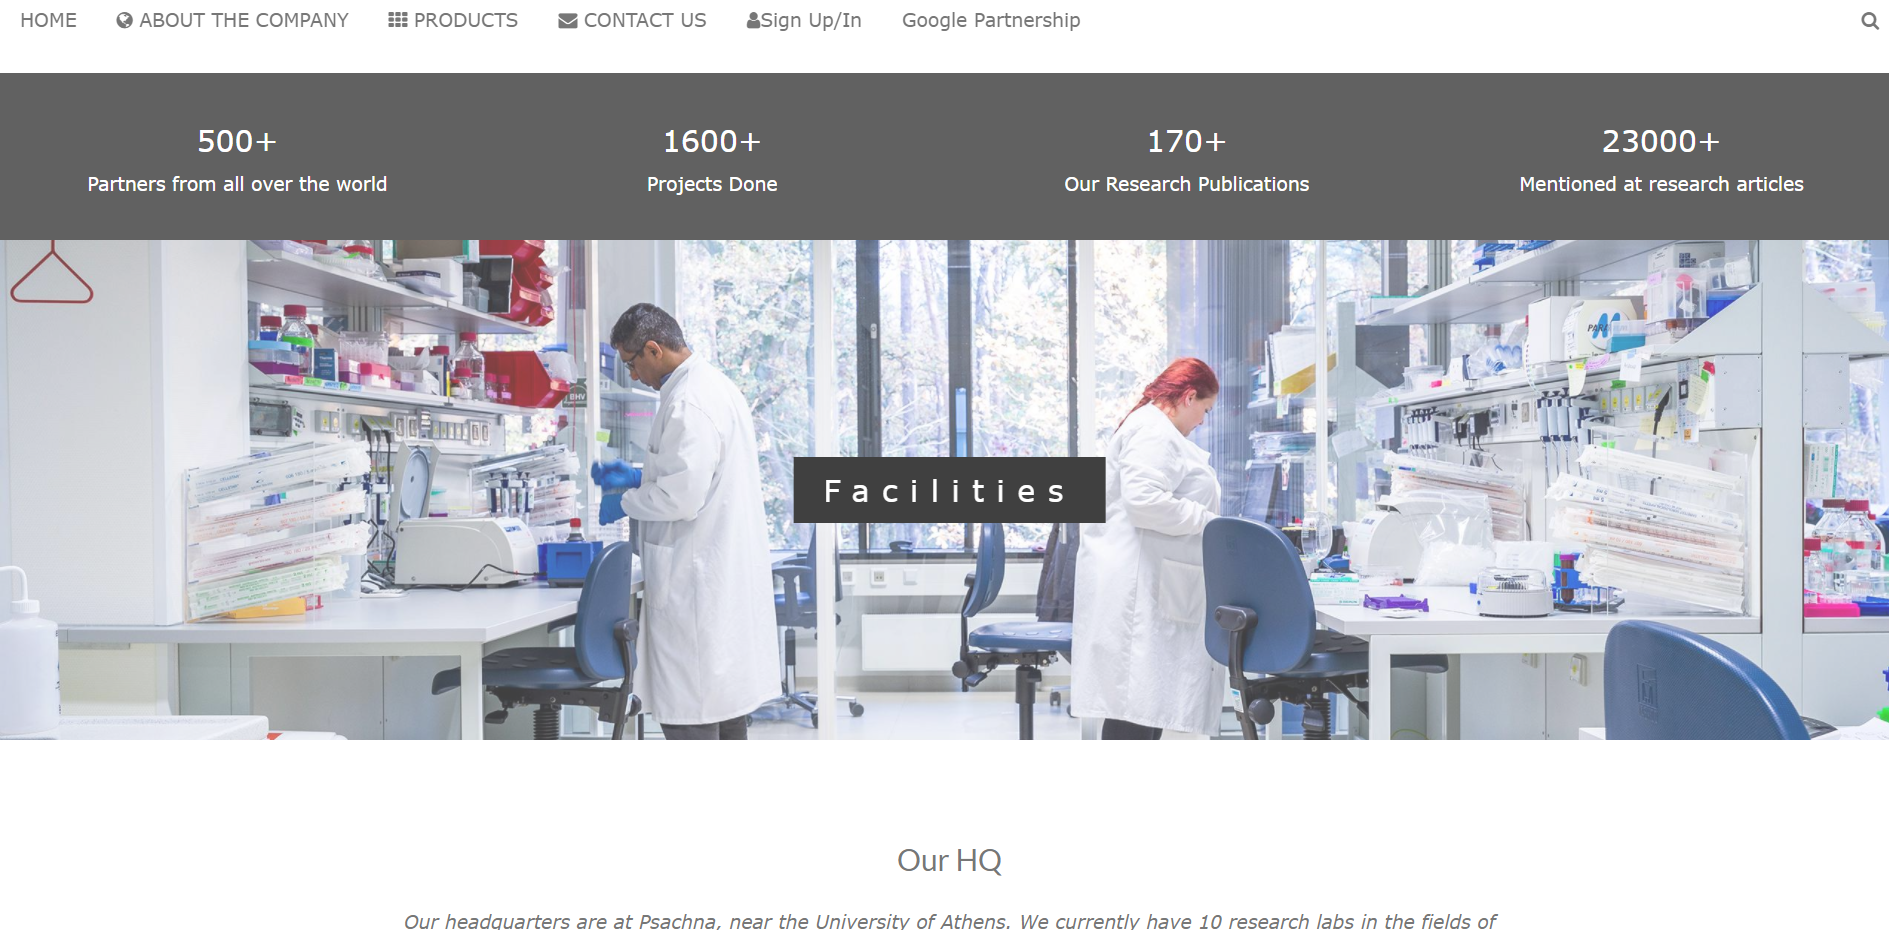 HOME ABOUT THE COMPANY PRODUCTS CONTACT US Sign Up/In Google Partnership
500+ 1600+ 170+ 23000+
Partners from all over the world Projects Done Our Research Publications Mentioned at research articles
Facilities
Our HQ
Our headquarters are at Psachna, near the University of Athens. We currently have 10 research labs in the fields of